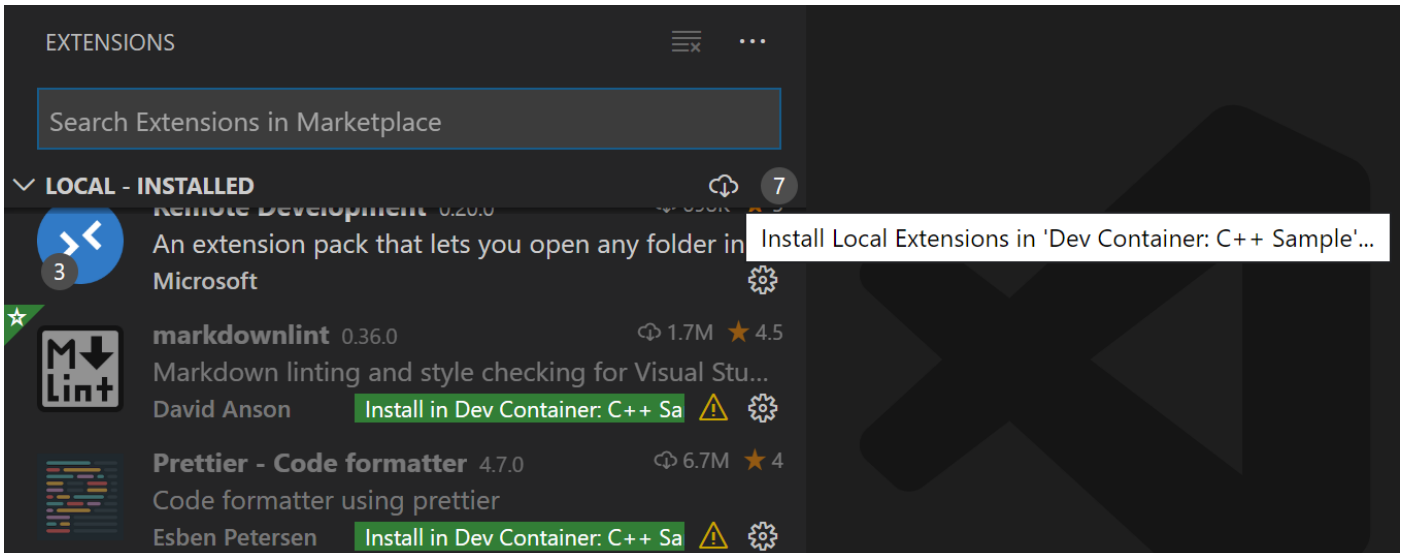 EXTENSIONS
Search Extensions in Marketplace
LOCAL - INSTALLED 7
Remote Development 0.20.0
Install Local Extensions in 'Dev Container: C++ Sample'...
An extension pack that lets you open any folder in
3
Microsoft
markdownlint 0.36.0 1.7M 4.5
M Lint
Markdown linting and style checking for Visual Stu...
David Anson Install in Dev Container: C++ Sa
Prettier - Code formatter 4.7.0 6.7M 4
Code formatter using prettier
Esben Petersen Install in Dev Container: C++ Sa